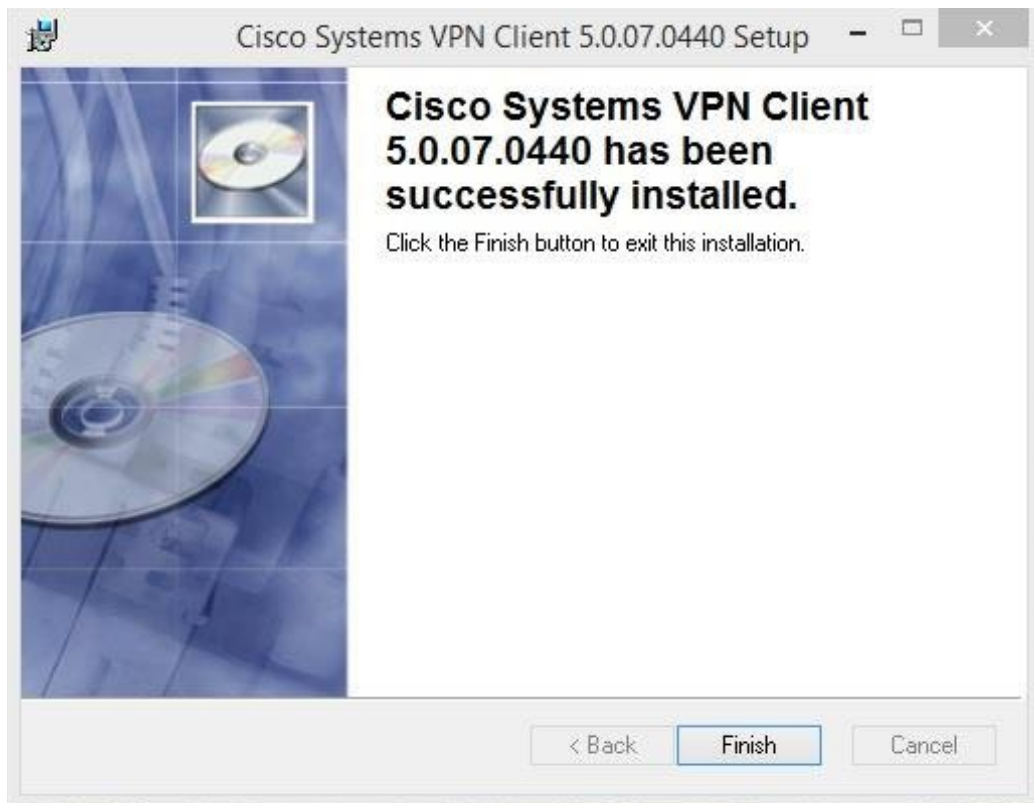 Cisco Systems VPN Client 5.0.07.0440 Setup
Cisco Systems VPN Client
5.0.07.0440 has been
successfully installed.
Click the Finish button to exit this installation.
< Back
Finish
Cancel